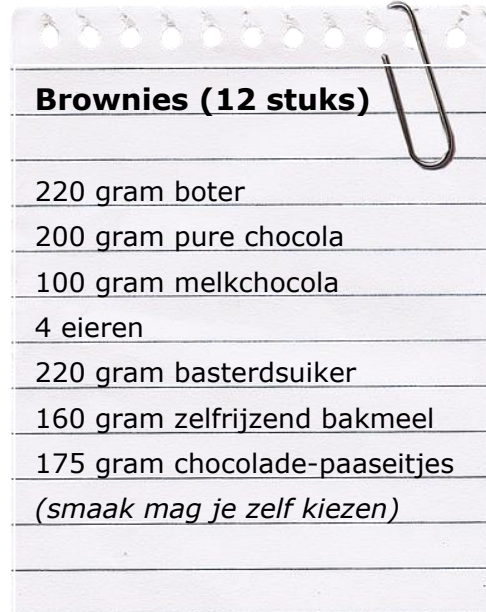 Brownies (12 stuks)
220 gram boter
200 gram pure chocola
100 gram melkchocola
4 eieren
220 gram basterdsuiker
160 gram zelfrijzend bakmeel
175 gram chocolade-paaseitjes
(smaak mag je zelf kiezen)